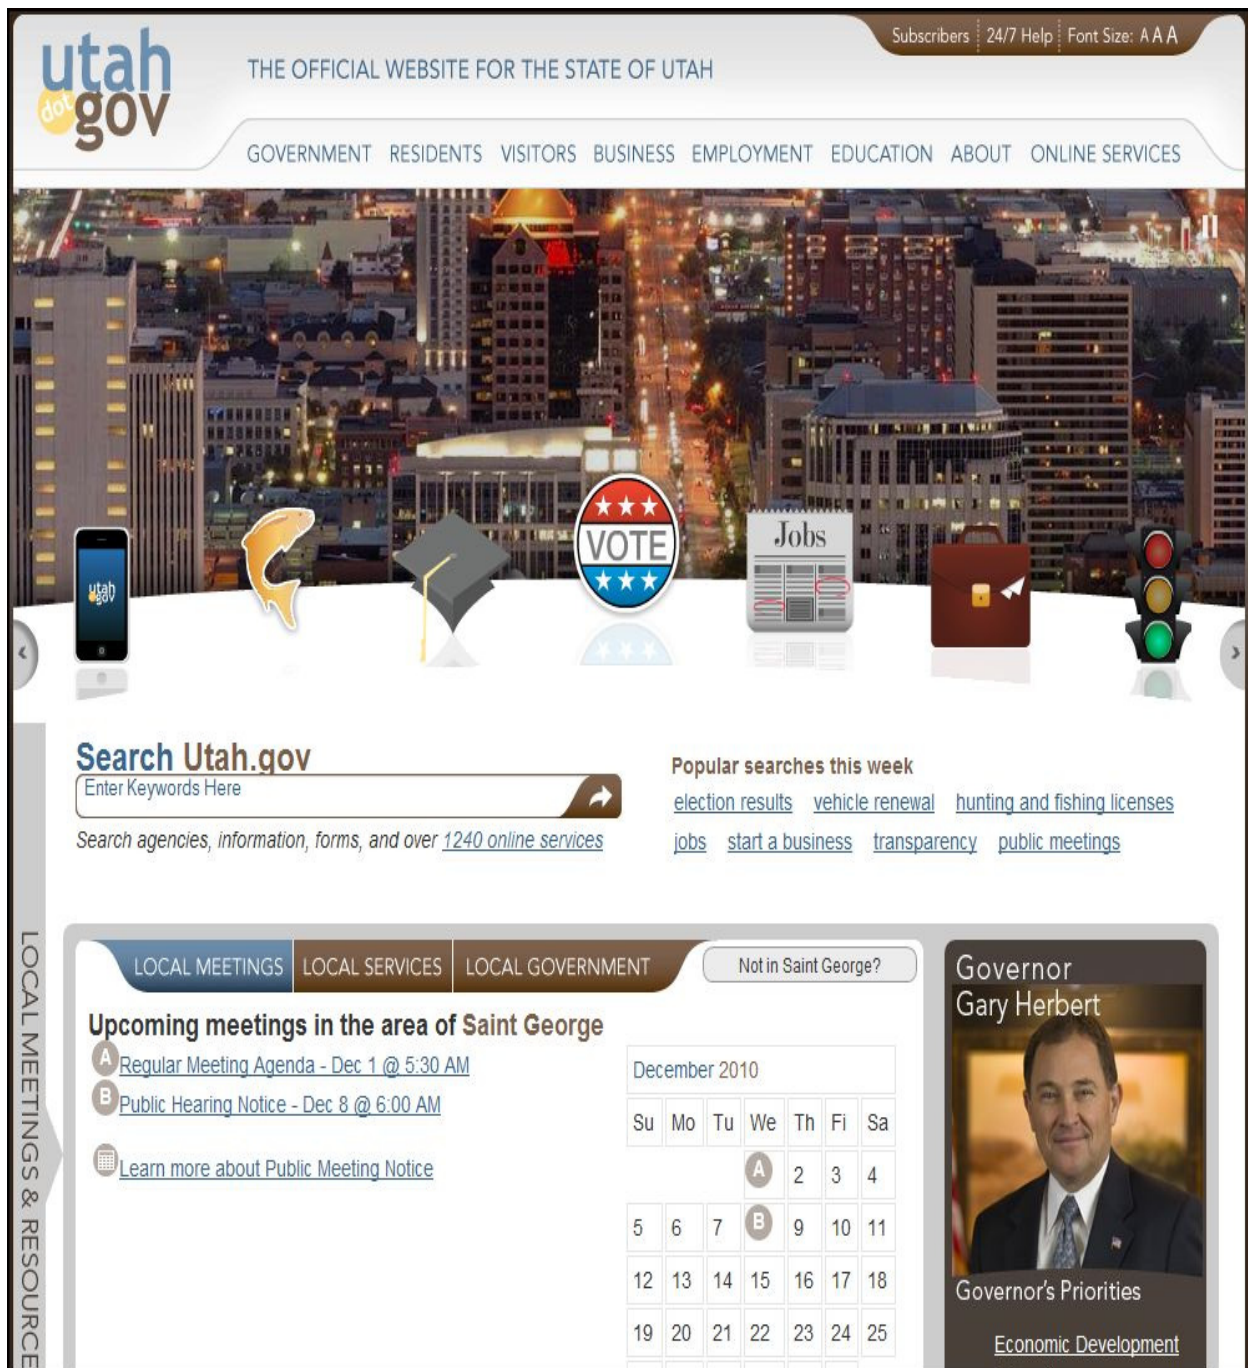 Subscribers 24/7 Help Font Size: A A A
utah
dot
gov
THE OFFICIAL WEBSITE FOR THE STATE OF UTAH
GOVERNMENT RESIDENTS VISITORS BUSINESS EMPLOYMENT EDUCATION ABOUT ONLINE SERVICES
utah
gov
VOTE
Jobs
Search Utah.gov
Enter Keywords Here
Search agencies, information, forms, and over 1240 online services
Popular searches this week
election results vehicle renewal hunting and fishing licenses
jobs start a business transparency public meetings
LOCAL MEETINGS & RESOURCE
LOCAL MEETINGS LOCAL SERVICES LOCAL GOVERNMENT
Not in Saint George?
Upcoming meetings in the area of Saint George
A Regular Meeting Agenda - Dec 1 @ 5:30 AM
B Public Hearing Notice - Dec 8 @ 6:00 AM
Learn more about Public Meeting Notice
December 2010
Su Mo Tu We Th Fi Sa
A 2 3 4
5 6 7 B 9 10 11
12 13 14 15 16 17 18
19 20 21 22 23 24 25
Governor
Gary Herbert
Governor's Priorities
Economic Development